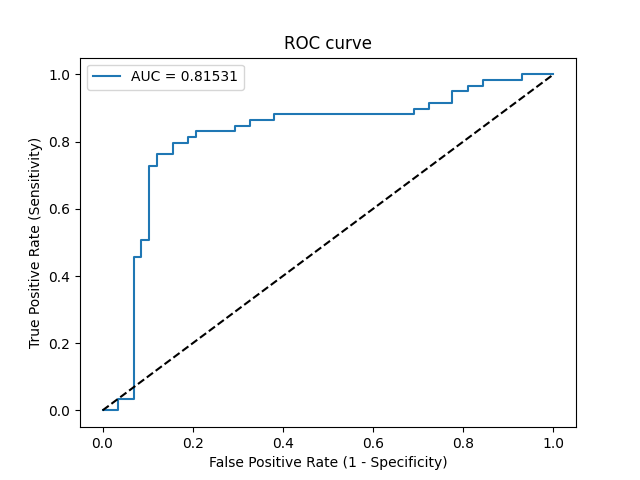 ROC curve
AUC = 0.81531
True Positive Rate (Sensitivity)
1.0
0.8
0.6
0.4
0.2
0.0
0.0 0.2 0.4 0.6 0.8 1.0
False Positive Rate (1 - Specificity)